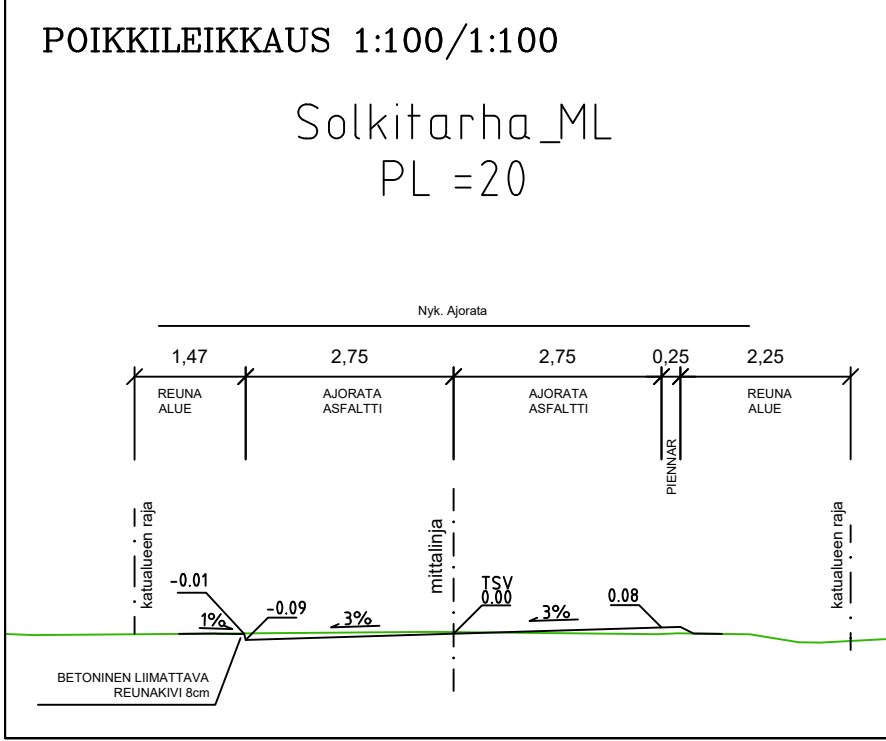 POIKKILEIKKAUS 1:100/1:100
Solkitarha_ML
PL =20
Nyk. Ajorata
1,47 2,75 2,75 0,25 2,25
REUNA
ALUE
AJORATA
ASFALTTI
AJORATA
ASFALTTI
PIENNAR
REUNA
ALUE
katualueen raja
mittalinja
katualueen raja
-0.01
1%
-0.09
3%
TSV
0.00
3%
0.08
BETONINEN LIIMATTAVA
REUNAKIVI 8cm